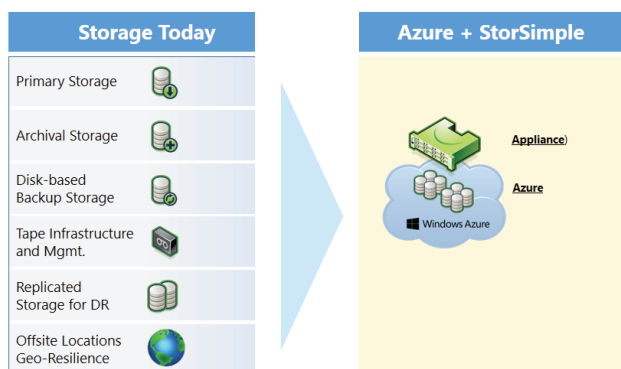 Storage Today
Primary Storage
Archival Storage
Disk-based
Backup Storage
Tape Infrastructure
and Mgmt.
Replicated
Storage for DR
Offsite Locations
Geo-Resilience
Azure + StorSimple
Appliance)
Azure
Windows Azure